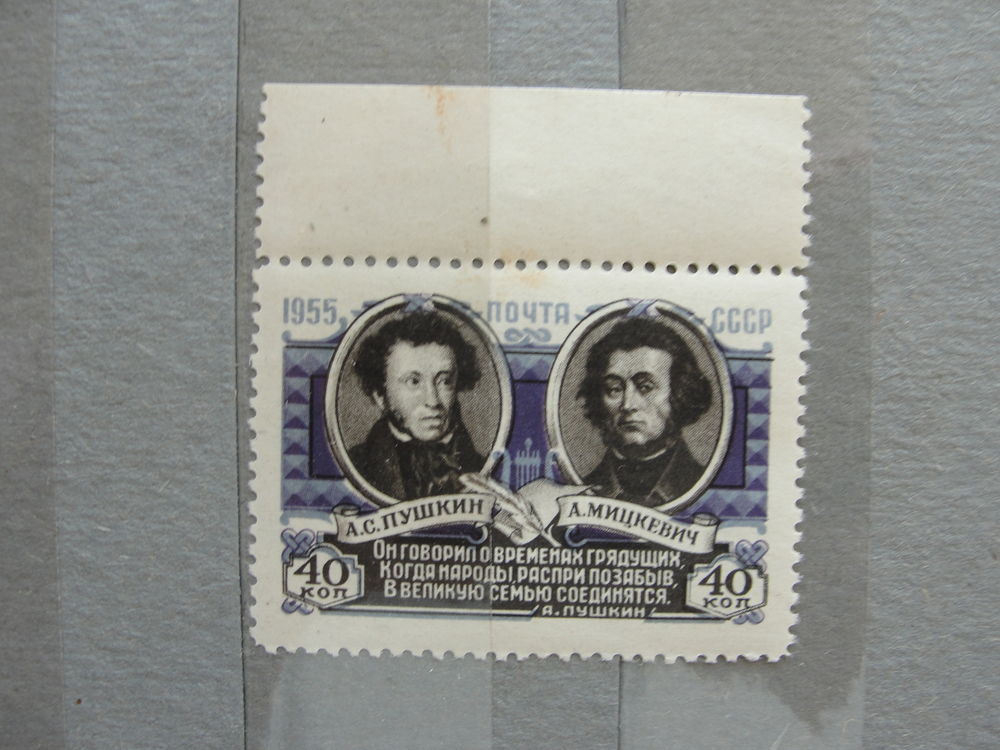 1955 ПОЧТА СССР
А.С.ПУШКИН
А.МИЦКЕВИЧ
ОН ГОВОРИЛ О ВРЕМЕНАХ ГРЯДУЩИХ,
КОГДА НАРОДЫ, РАСПРИ ПОЗАБЫВ,
В ВЕЛИКУЮ СЕМЬЮ СОЕДИНЯТСЯ.
А. ПУШКИН
40
КОП
40
КОП